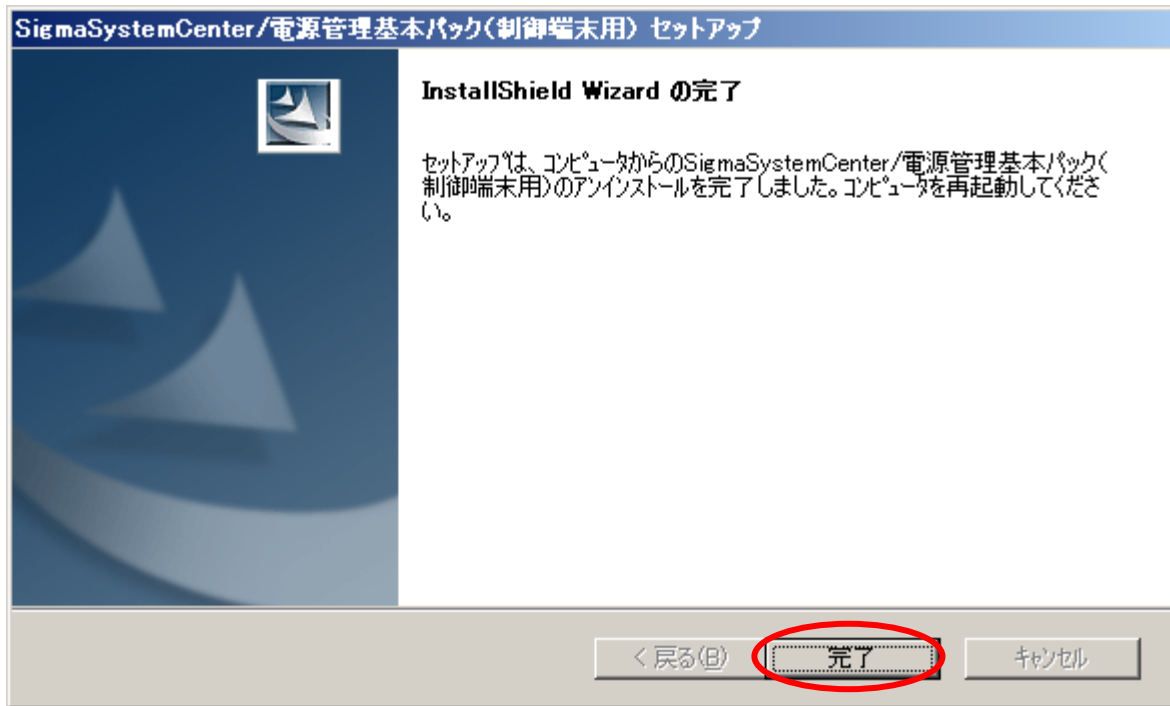 SigmaSystemCenter/電源管理基本パック(制御端末用) セットアップ
InstallShield Wizard の完了
セットアップは、コンピュータからのSigmaSystemCenter/電源管理基本パック(
制御端末用)のアンインストールを完了しました。コンピュータを再起動してくださ
い。
< 戻る(B)
完了
キャンセル